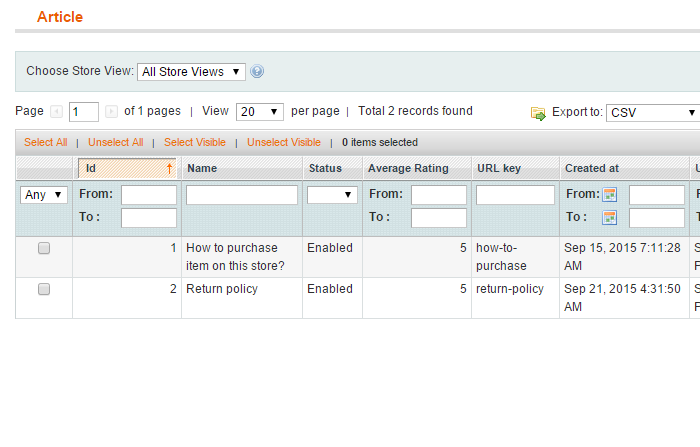 Article
Choose Store View: All Store Views
Page 1 of 1 pages | View 20 per page | Total 2 records found Export to: CSV
Select All | Unselect All | Select Visible | Unselect Visible | 0 items selected
Id Name Status Average Rating URL key Created at U
Any From: From: From: F
To : To : To : T
1 How to purchase Enabled 5 how-to- Sep 15, 2015 7:11:28 S
item on this store? purchase AM F
2 Return policy Enabled 5 return-policy Sep 21, 2015 4:31:50 S
AM F